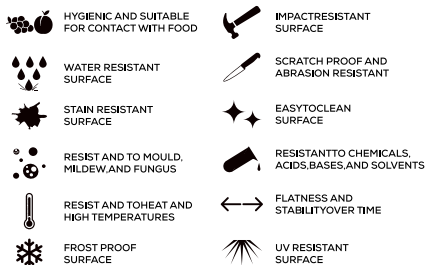 HYGIENIC AND SUITABLE
FOR CONTACT WITH FOOD
WATER RESISTANT
SURFACE
STAIN RESISTANT
SURFACE
RESIST AND TO MOULD,
MILDEW,AND FUNGUS
RESIST AND TOHEAT AND
HIGH TEMPERATURES
FROST PROOF
SURFACE
IMPACTRESISTANT
SURFACE
SCRATCH PROOF AND
ABRASION RESISTANT
EASYTOCLEAN
SURFACE
RESISTANTTO CHEMICALS,
ACIDS,BASES,AND SOLVENTS
FLATNESS AND
STABILITYOVER TIME
UV RESISTANT
SURFACE